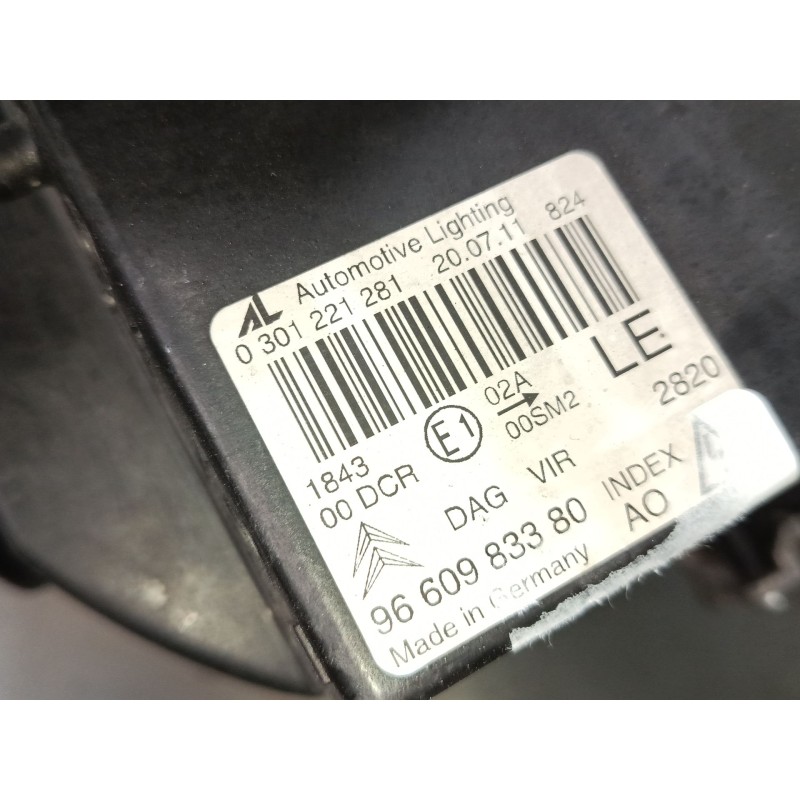 AL Automotive Lighting
0 301 221 281 20.07.11 824
LE
1843 E1 02A 2820
00 DCR 00SM2
DAG VIR INDEX
96 609 833 80 AO
Made in Germany